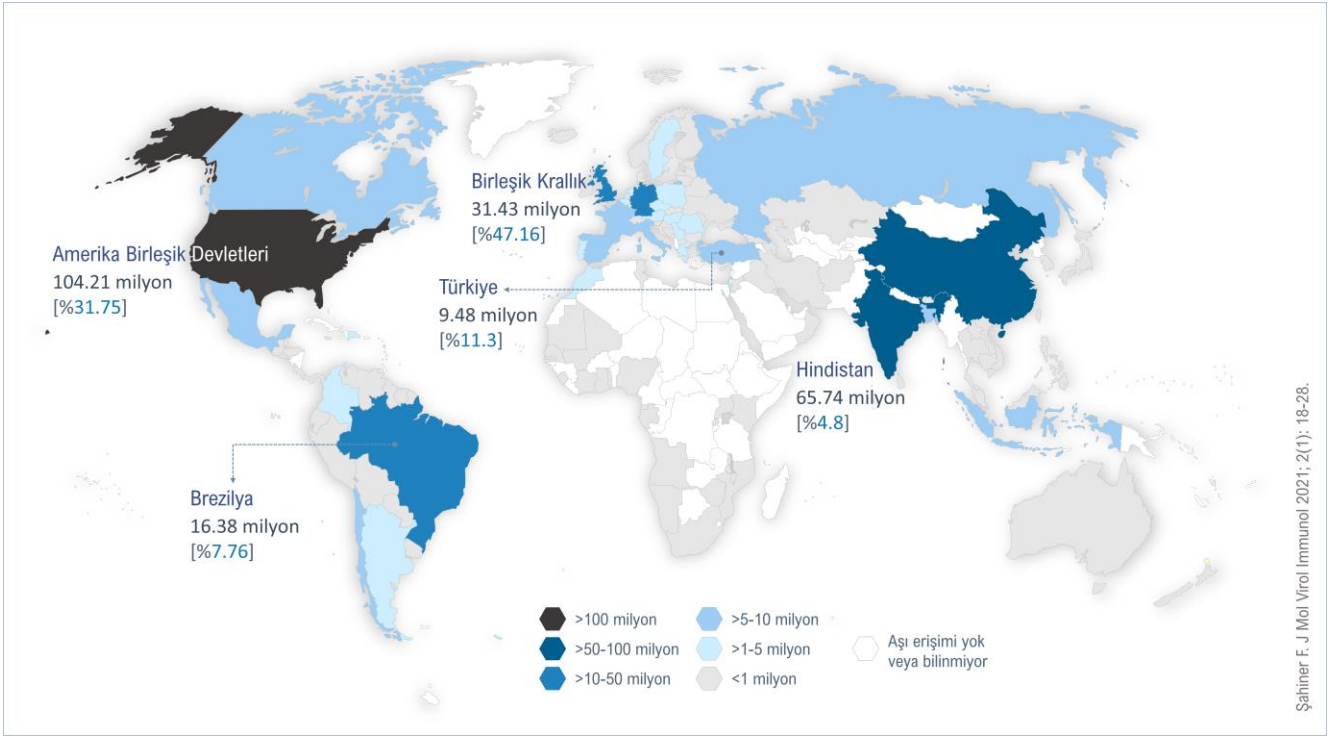 Birleşik Krallık
31.43 milyon
[%47.16]
Amerika Birleşik Devletleri
104.21 milyon
[%31.75]
Türkiye
9.48 milyon
[%11.3]
Hindistan
65.74 milyon
[%4.8]
Brezilya
16.38 milyon
[%7.76]
>100 milyon
>50-100 milyon
>10-50 milyon
>5-10 milyon
>1-5 milyon
<1 milyon
Aşı erişimi yok
veya bilinmiyor
Şahiner F. J Mol Virol Immunol 2021; 2(1): 18-28.